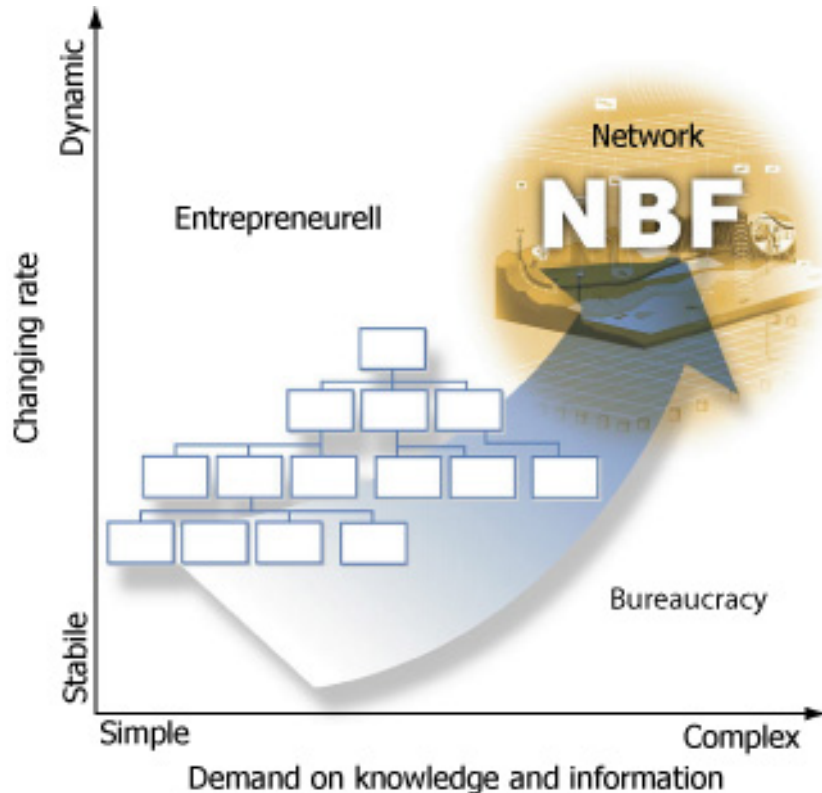 Dynamic
Network
NBF
Entrepreneurell
Changing rate
Bureaucracy
Stabile
Simple
Complex
Demand on knowledge and information